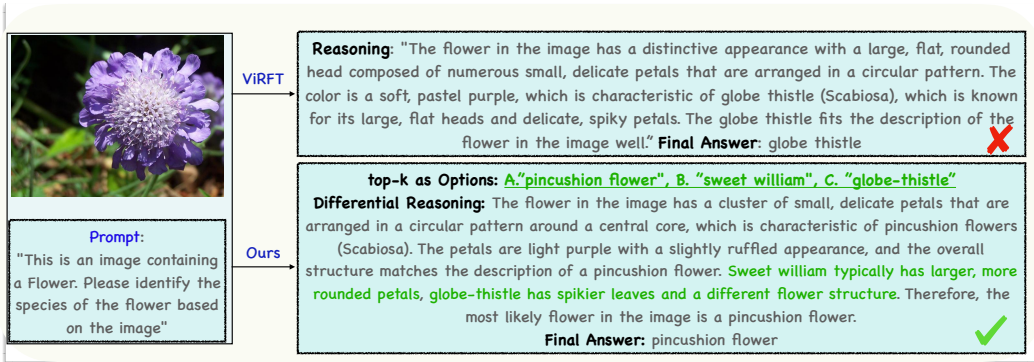 Prompt:
"This is an image containing
a Flower. Please identify the
species of the flower based
on the image"
ViRFT
Reasoning: "The flower in the image has a distinctive appearance with a large, flat, rounded
head composed of numerous small, delicate petals that are arranged in a circular pattern. The
color is a soft, pastel purple, which is characteristic of globe thistle (Scabiosa), which is known
for its large, flat heads and delicate, spiky petals. The globe thistle fits the description of the
flower in the image well.” Final Answer: globe thistle
Ours
top-k as Options: A.”pincushion flower", B. “sweet william", C. “globe-thistle”
Differential Reasoning: The flower in the image has a cluster of small, delicate petals that are
arranged in a circular pattern around a central core, which is characteristic of pincushion flowers
(Scabiosa). The petals are light purple with a slightly ruffled appearance, and the overall
structure matches the description of a pincushion flower. Sweet william typically has larger, more
rounded petals, globe-thistle has spikier leaves and a different flower structure. Therefore, the
most likely flower in the image is a pincushion flower.
Final Answer: pincushion flower